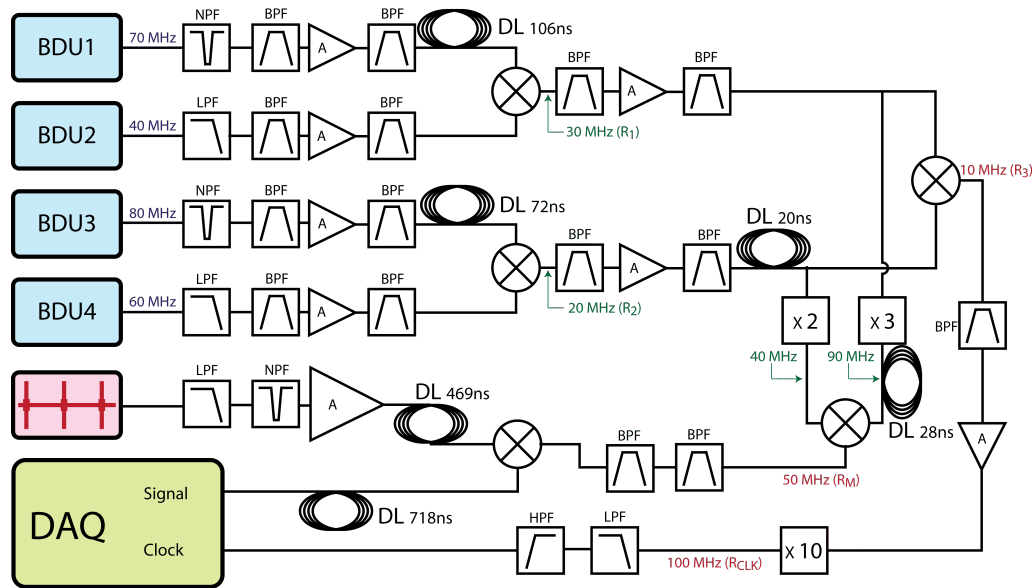 NPF BPF BPF DL 106ns
BDU1 70 MHz A
BPF BPF
A
LPF BPF BPF
BDU2 40 MHz A
30 MHz (R1)
10 MHz (R3)
NPF BPF BPF
BDU3 80 MHz A DL 72ns
DL 20ns
BPF BPF
A
LPF BPF BPF
BDU4 60 MHz A
20 MHz (R2)
x 2 x 3
BPF
40 MHz 90 MHz
LPF NPF
A
DL 469ns
DL 28ns
A
BPF BPF
50 MHz (RM)
Signal
DL 718ns
DAQ
HPF LPF
Clock
x 10
100 MHz (RCLK)